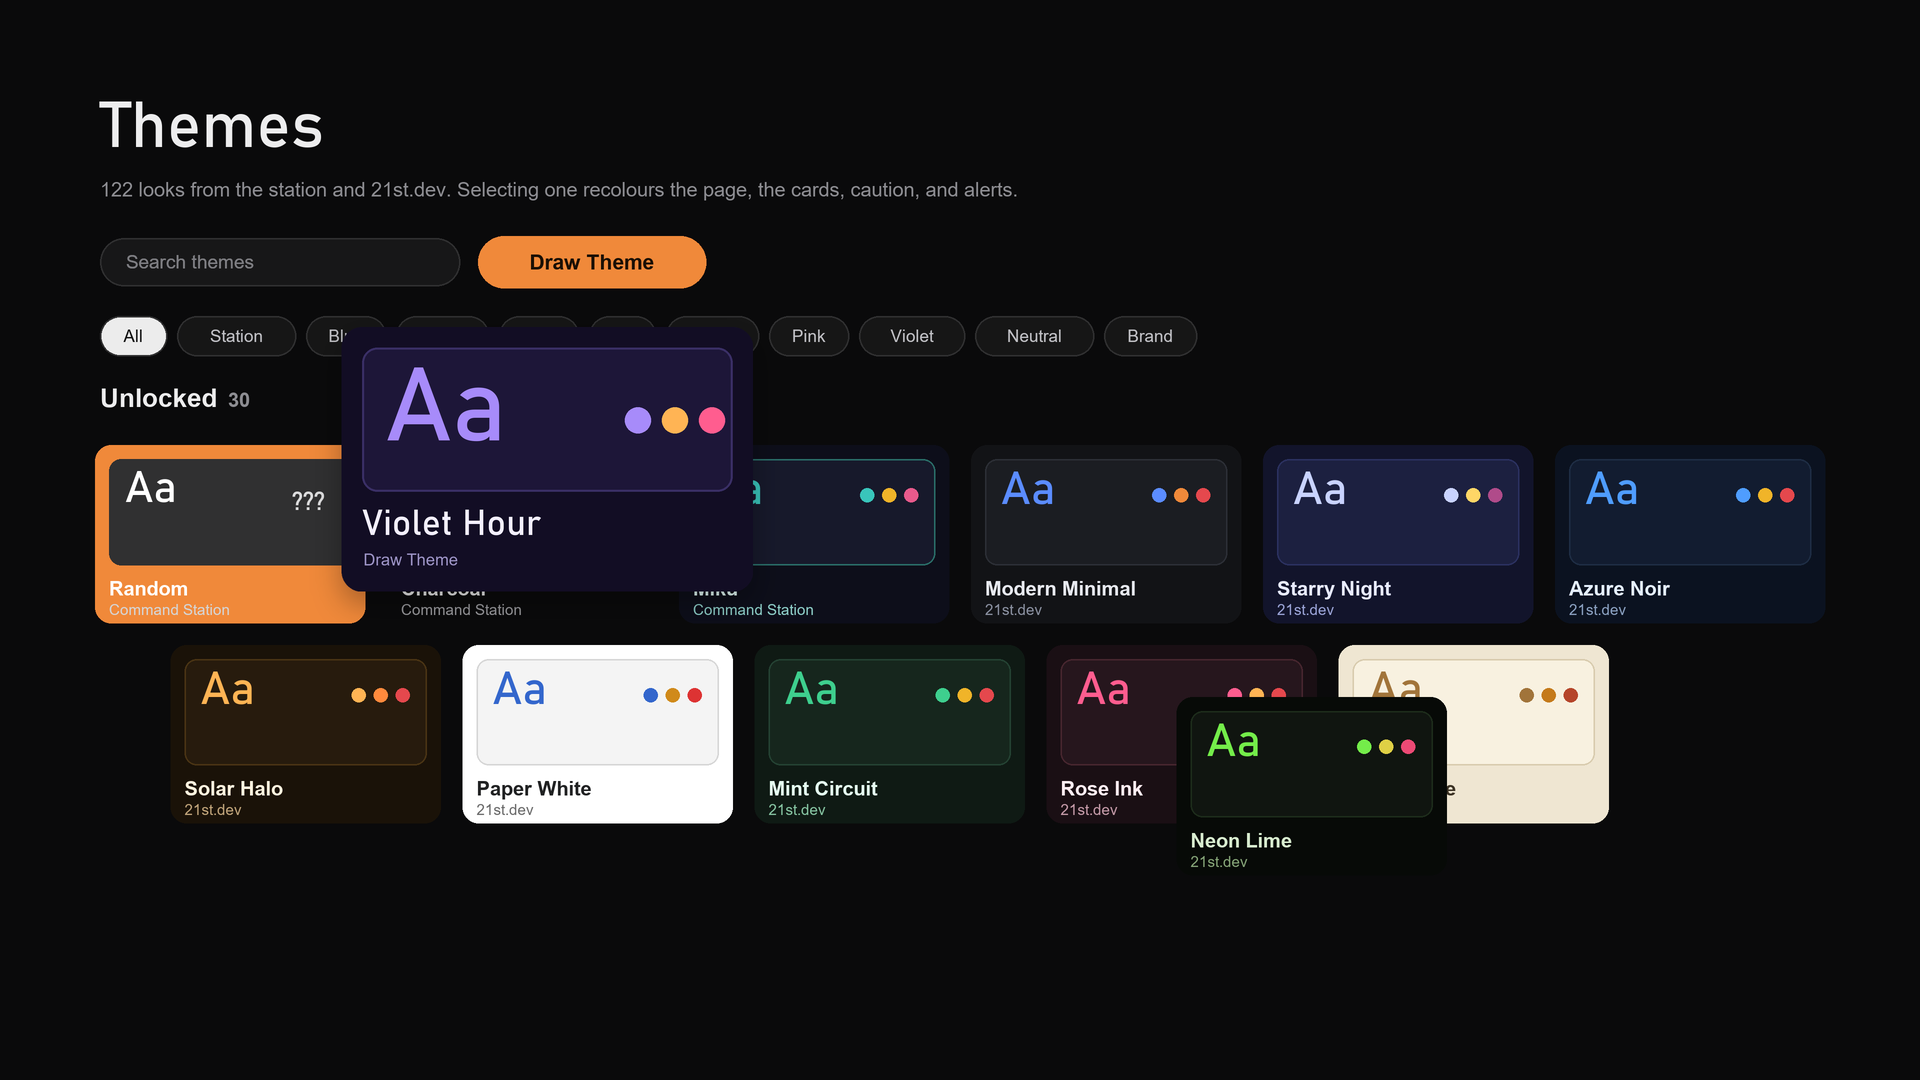 Themes
122 looks from the station and 21st.dev. Selecting one recolours the page, the cards, caution, and alerts.
Search themes
Draw Theme
All
Station
Pink
Violet
Neutral
Brand
Unlocked 30
Aa
Violet Hour
Draw Theme
Aa ???
Random
Command Station
Charcoal
Command Station
Miku
Command Station
Aa
Modern Minimal
21st.dev
Aa
Starry Night
21st.dev
Aa
Azure Noir
21st.dev
Aa
Solar Halo
21st.dev
Aa
Paper White
21st.dev
Aa
Mint Circuit
21st.dev
Aa
Rose Ink
21st.dev
Aa
Aa
Neon Lime
21st.dev